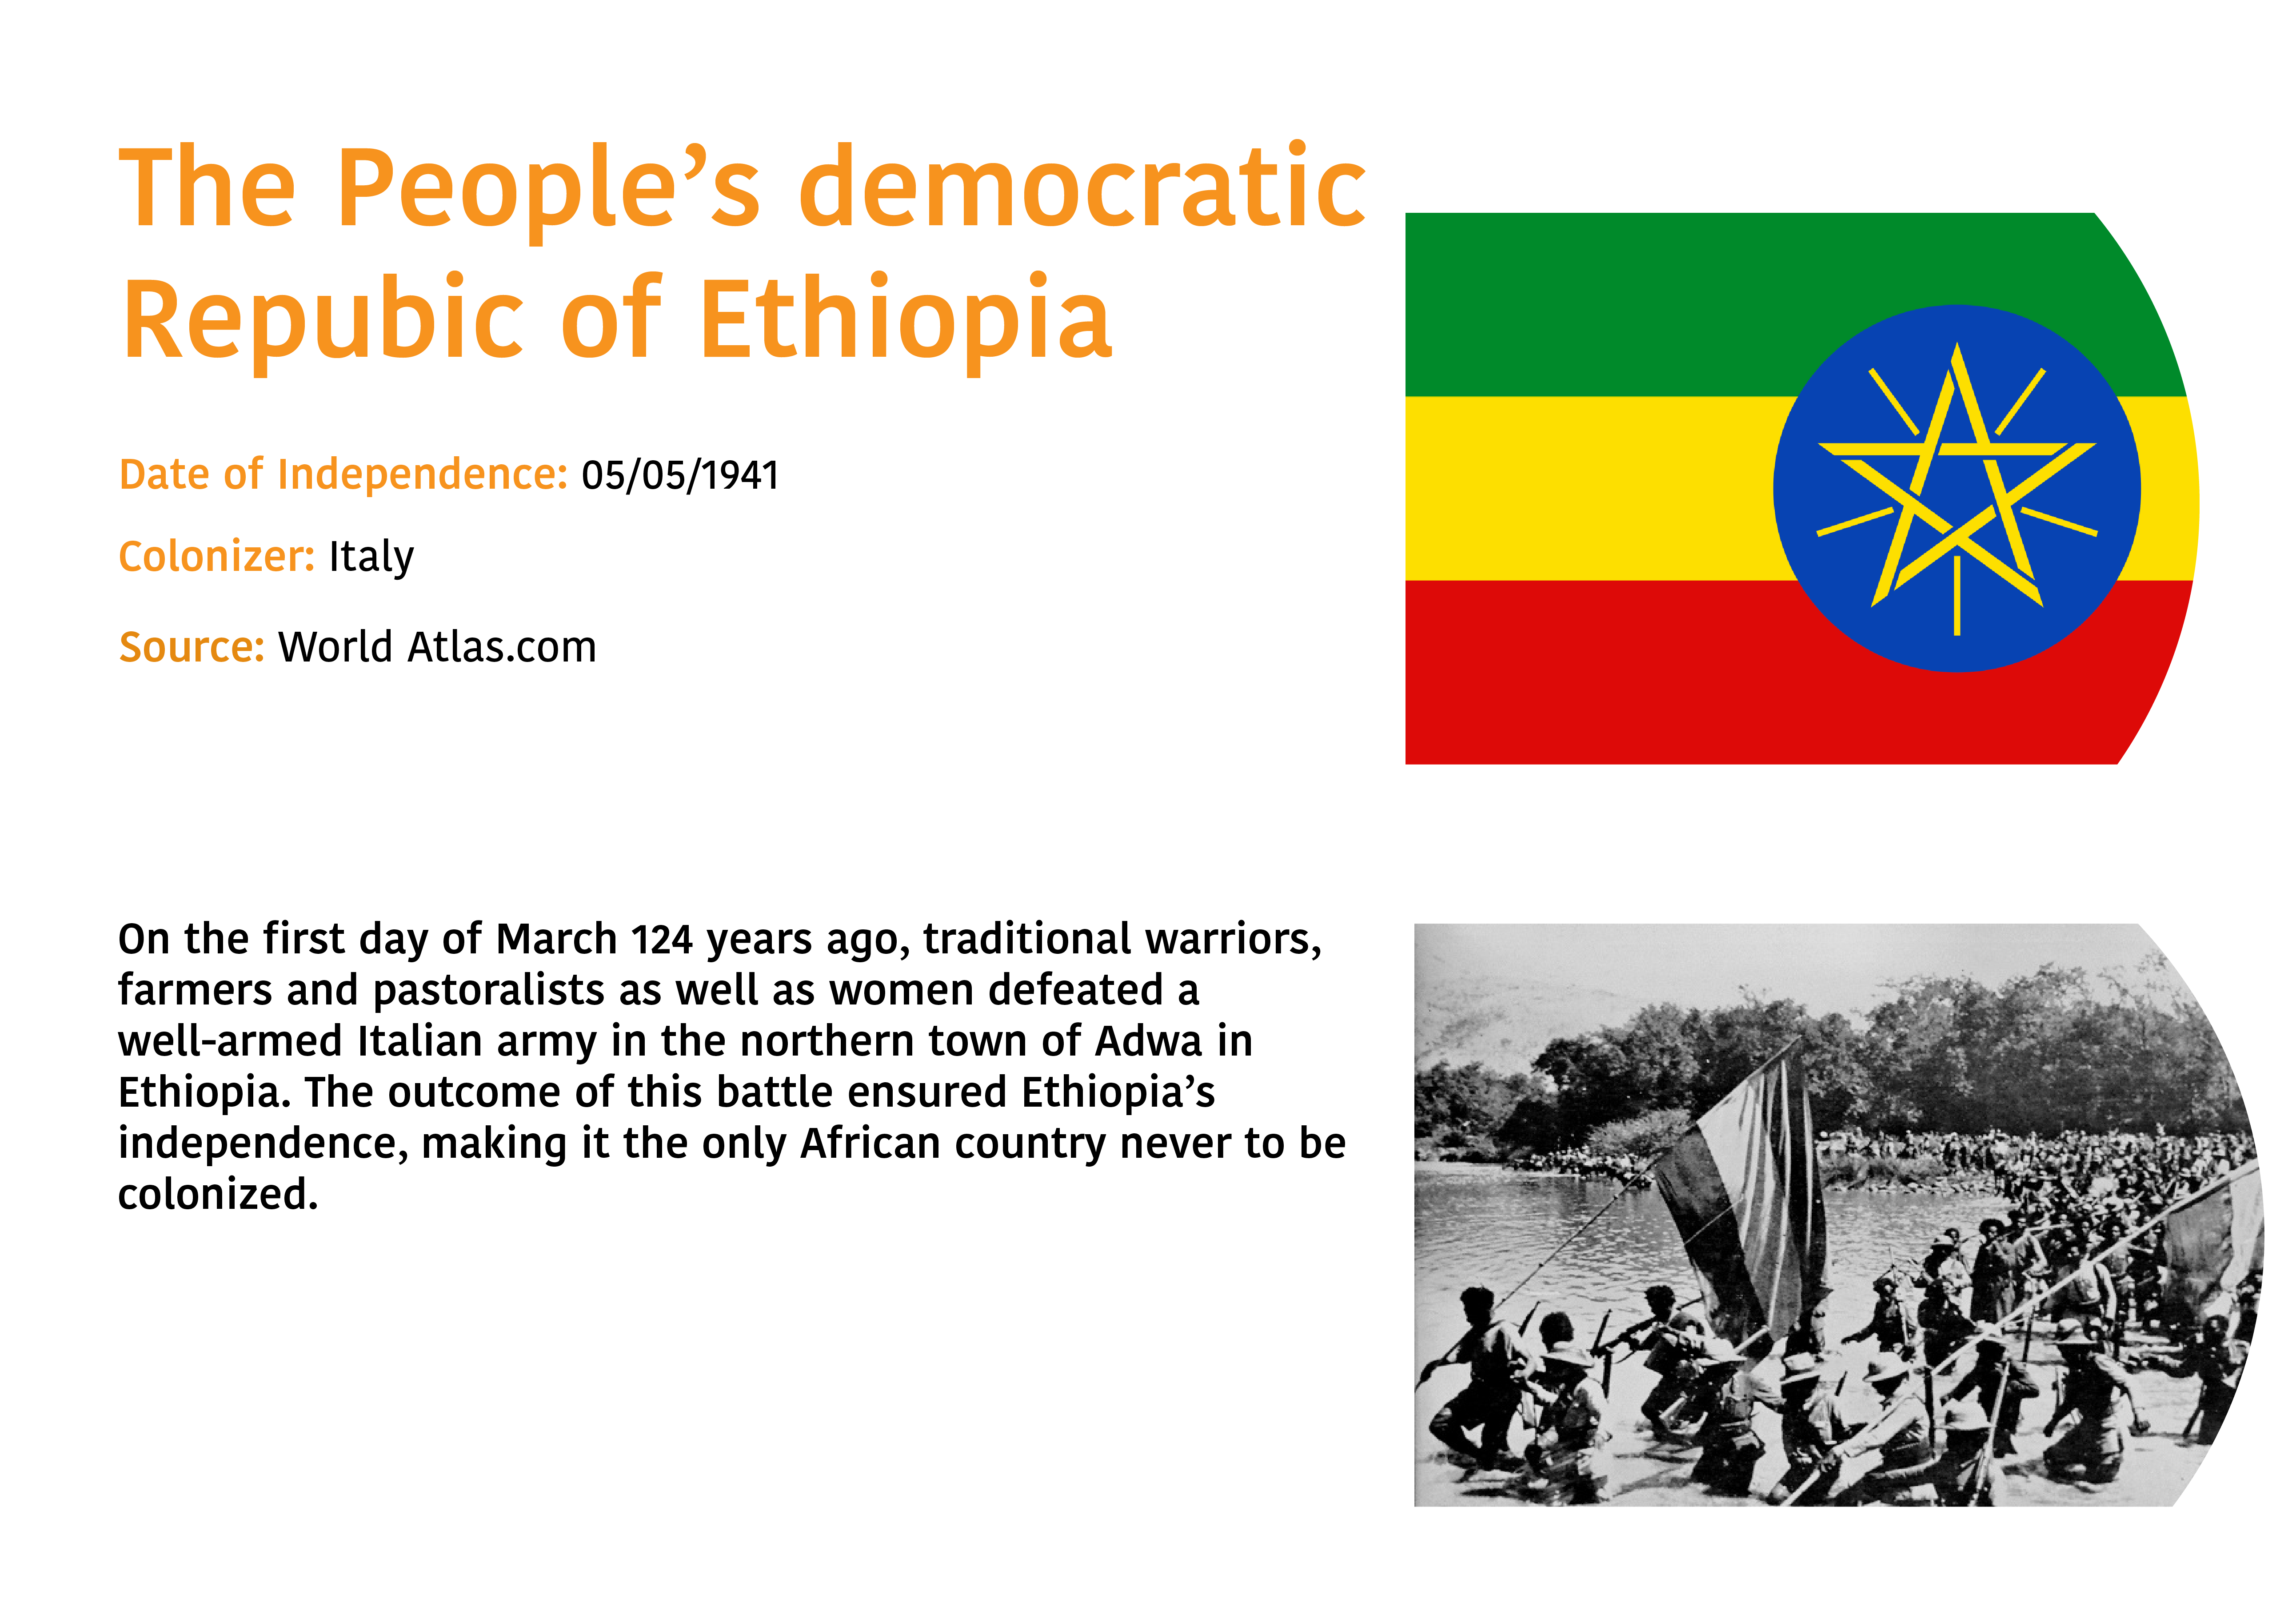 The People’s democratic
Repubic of Ethiopia
Date of Independence: 05/05/1941
Colonizer: Italy
Source: World Atlas.com
On the first day of March 124 years ago, traditional warriors,
farmers and pastoralists as well as women defeated a
well-armed Italian army in the northern town of Adwa in
Ethiopia. The outcome of this battle ensured Ethiopia’s
independence, making it the only African country never to be
colonized.